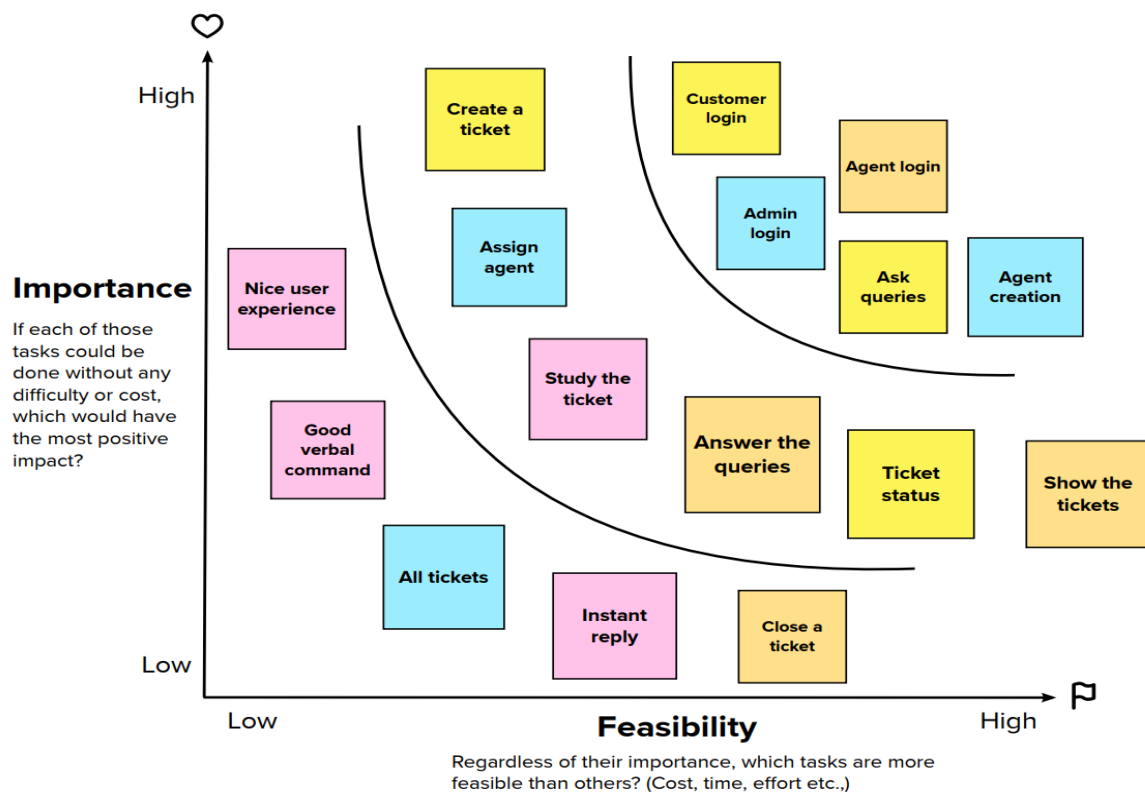 High
Create a
ticket
Customer
login
Agent login
Admin
login
Assign
agent
Ask
queries
Agent
creation
Nice user
experience
Importance
If each of those
tasks could be
done without any
difficulty or cost,
which would have
the most positive
impact?
Study the
ticket
Good
verbal
command
Answer the
queries
Ticket
status
Show the
tickets
All tickets
Instant
reply
Close a
ticket
Low
Low
Feasibility
High
Regardless of their importance, which tasks are more
feasible than others? (Cost, time, effort etc.,)